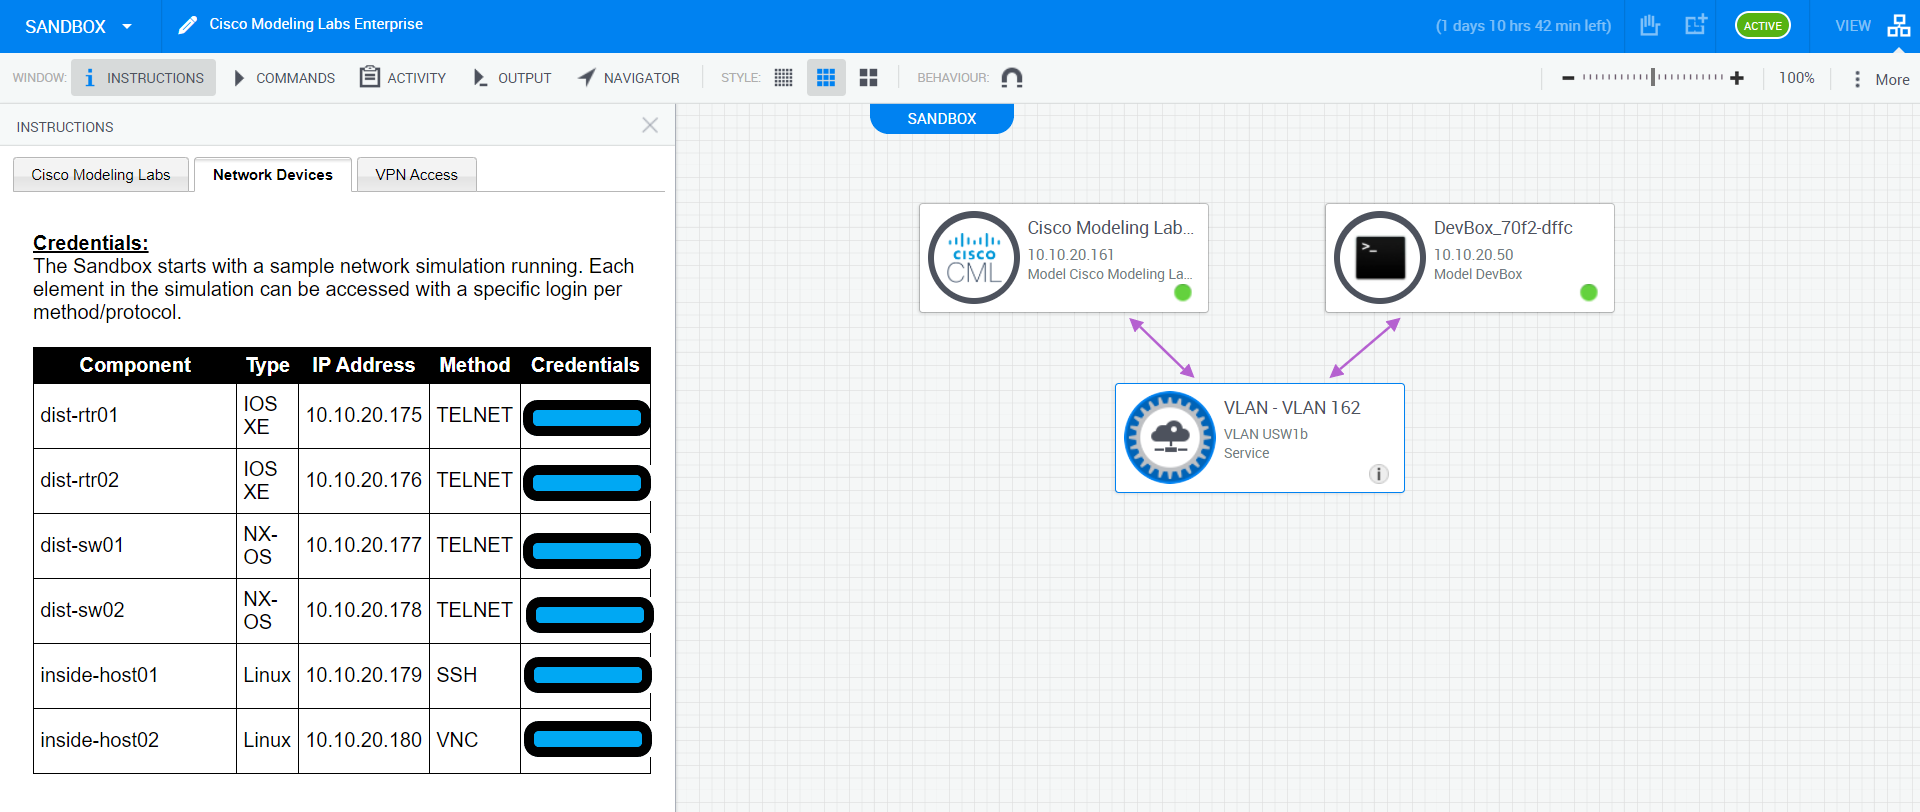 SANDBOX
Cisco Modeling Labs Enterprise
(1 days 10 hrs 42 min left)
ACTIVE
VIEW
WINDOW:
INSTRUCTIONS
COMMANDS
ACTIVITY
OUTPUT
NAVIGATOR
STYLE:
BEHAVIOUR:
100%
More
INSTRUCTIONS
Cisco Modeling Labs
Network Devices
VPN Access
Credentials:
The Sandbox starts with a sample network simulation running. Each
element in the simulation can be accessed with a specific login per
method/protocol.
Component Type IP Address Method Credentials
dist-rtr01 IOS XE 10.10.20.175 TELNET
dist-rtr02 IOS XE 10.10.20.176 TELNET
dist-sw01 NX-OS 10.10.20.177 TELNET
dist-sw02 NX-OS 10.10.20.178 TELNET
inside-host01 Linux 10.10.20.179 SSH
inside-host02 Linux 10.10.20.180 VNC
SANDBOX
CISCO
CML
Cisco Modeling Lab...
10.10.20.161
Model Cisco Modeling La...
>_
DevBox_70f2-dffc
10.10.20.50
Model DevBox
VLAN - VLAN 162
VLAN USW1b
Service
i